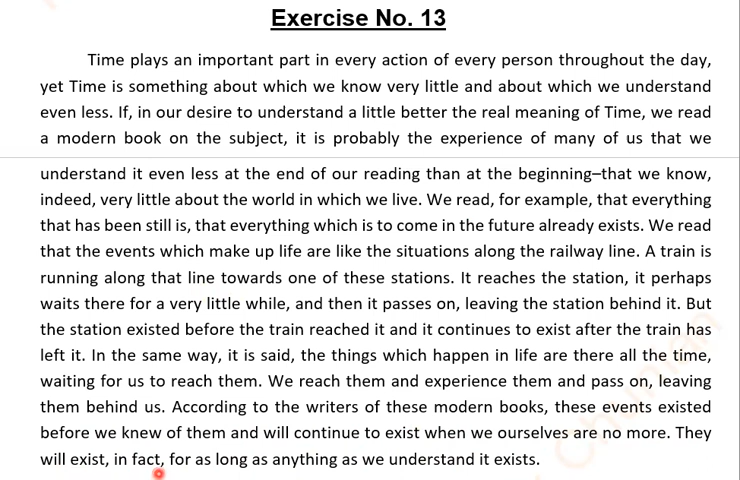 Exercise No. 13
Time plays an important part in every action of every person throughout the day,
yet Time is something about which we know very little and about which we understand
even less. If, in our desire to understand a little better the real meaning of Time, we read
a modern book on the subject, it is probably the experience of many of us that we
understand it even less at the end of our reading than at the beginning–that we know,
indeed, very little about the world in which we live. We read, for example, that everything
that has been still is, that everything which is to come in the future already exists. We read
that the events which make up life are like the situations along the railway line. A train is
running along that line towards one of these stations. It reaches the station, it perhaps
waits there for a very little while, and then it passes on, leaving the station behind it. But
the station existed before the train reached it and it continues to exist after the train has
left it. In the same way, it is said, the things which happen in life are there all the time,
waiting for us to reach them. We reach them and experience them and pass on, leaving
them behind us. According to the writers of these modern books, these events existed
before we knew of them and will continue to exist when we ourselves are no more. They
will exist, in fact, for as long as anything as we understand it exists.